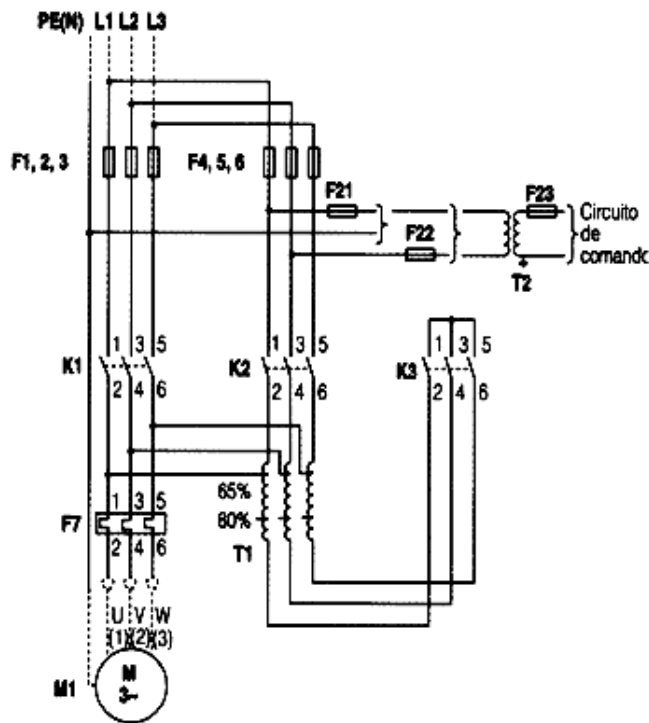 PE(N) L1 L2 L3
F1, 2, 3
F4, 5, 6
F21
F23
F22
Circuito
de
comando
T2
K1
1 3 5
2 4 6
K2
1 3 5
2 4 6
K3
1 3 5
2 4 6
65%
80%
T1
F7
1 3 5
2 4 6
U V W
(1) (2) (3)
M1
M
3~